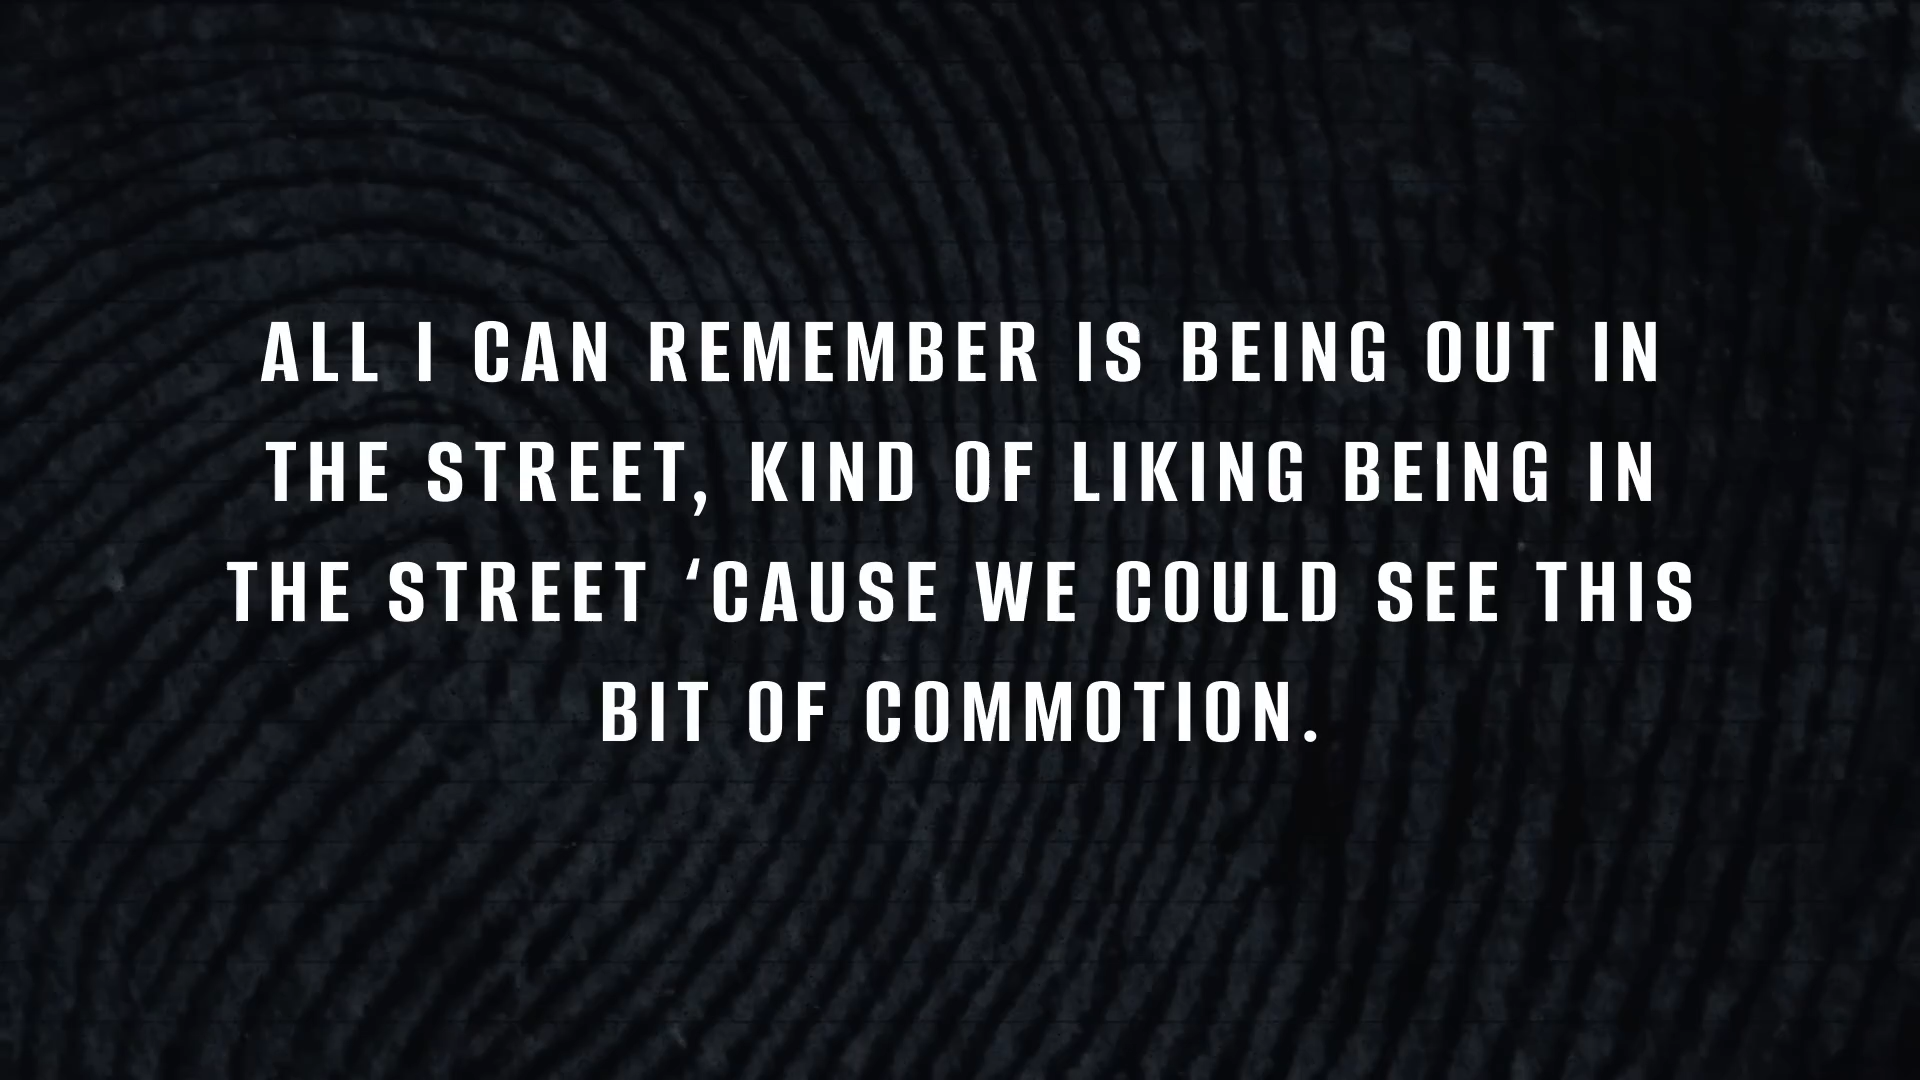 ALL I CAN REMEMBER IS BEING OUT IN
THE STREET, KIND OF LIKING BEING IN
THE STREET ‘CAUSE WE COULD SEE THIS
BIT OF COMMOTION.